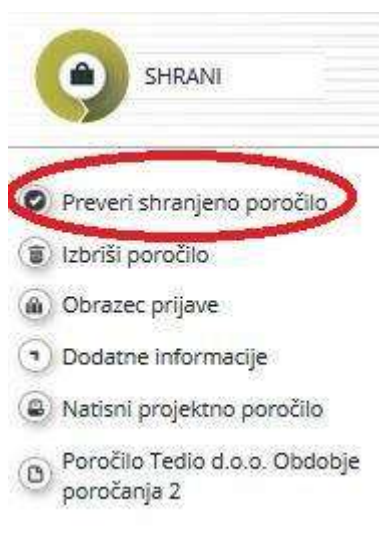 SHRANI
Preveri shranjeno poročilo
Izbriši poročilo
Obrazec prijave
Dodatne informacije
Natisni projektno poročilo
Poročilo Tedio d.o.o. Obdobje
poročanja 2